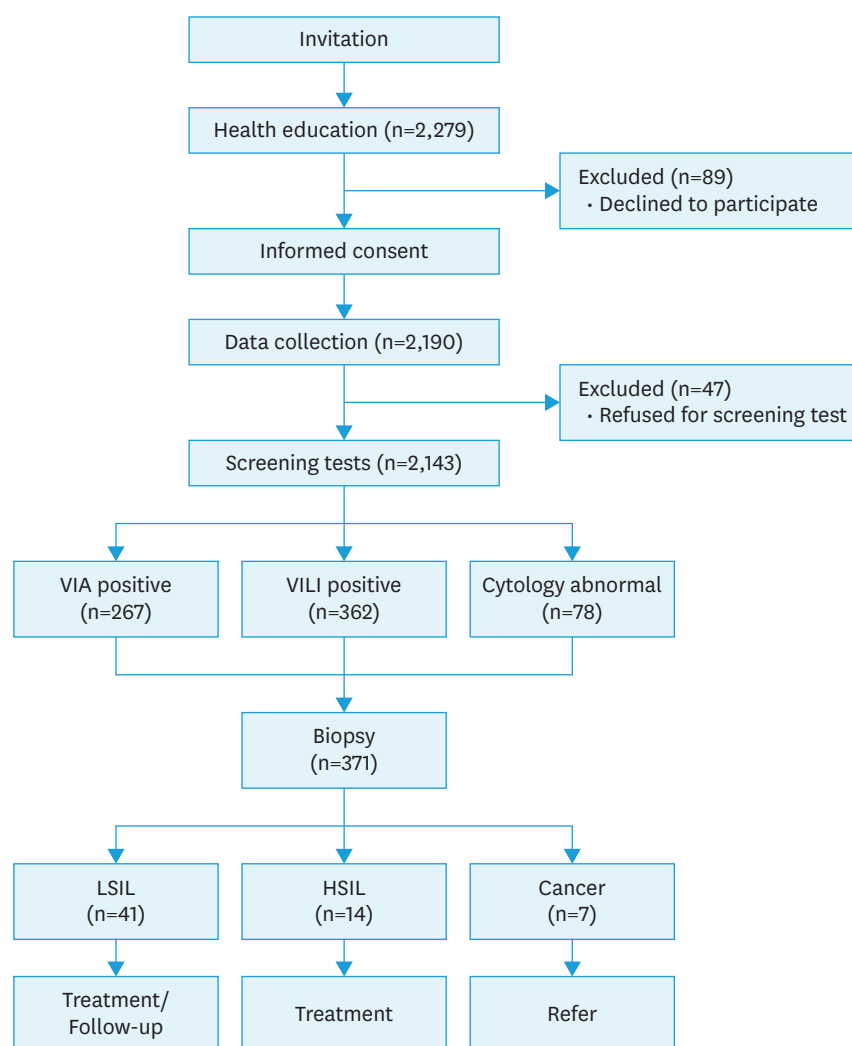 Invitation
Health education (n=2,279)
Excluded (n=89)
• Declined to participate
Informed consent
Data collection (n=2,190)
Excluded (n=47)
• Refused for screening test
Screening tests (n=2,143)
VIA positive
(n=267)
VILI positive
(n=362)
Cytology abnormal
(n=78)
Biopsy
(n=371)
LSIL
(n=41)
HSIL
(n=14)
Cancer
(n=7)
Treatment/
Follow-up
Treatment
Refer